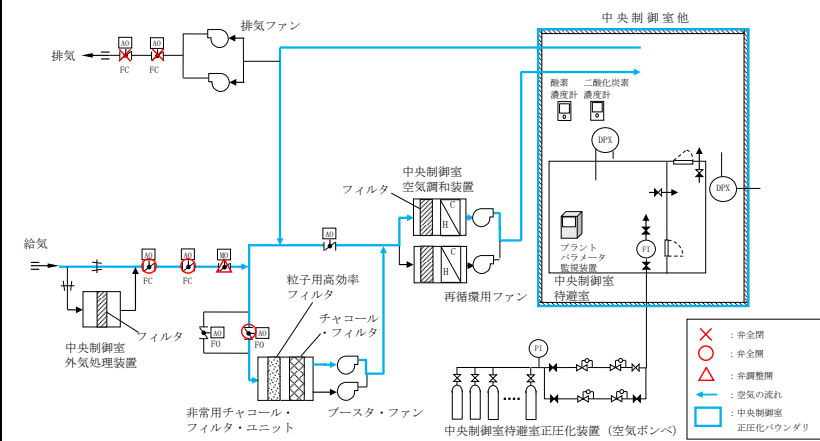 中央制御室他
排気ファン
排気
AO
AO
FC
FC
酸素
濃度計
二酸化炭素
濃度計
DPX
DPX
中央制御室
空気調和装置
フィルタ
C
H
C
H
再循環用ファン
プラント
パラメータ
監視装置
FI
中央制御室
待避室
給気
AO
AO
MO
AO
FC
FC
フィルタ
中央制御室
外気処理装置
粒子用高効率
フィルタ
チャコール
・フィルタ
AO
FO
AO
FO
非常用チャコール・
フィルタ・ユニット
ブースタ・ファン
PI
中央制御室待避室正圧化装置（空気ボンベ）
：弁全閉
：弁全開
：弁調整開
：空気の流れ
：中央制御室
正圧化バウンダリ